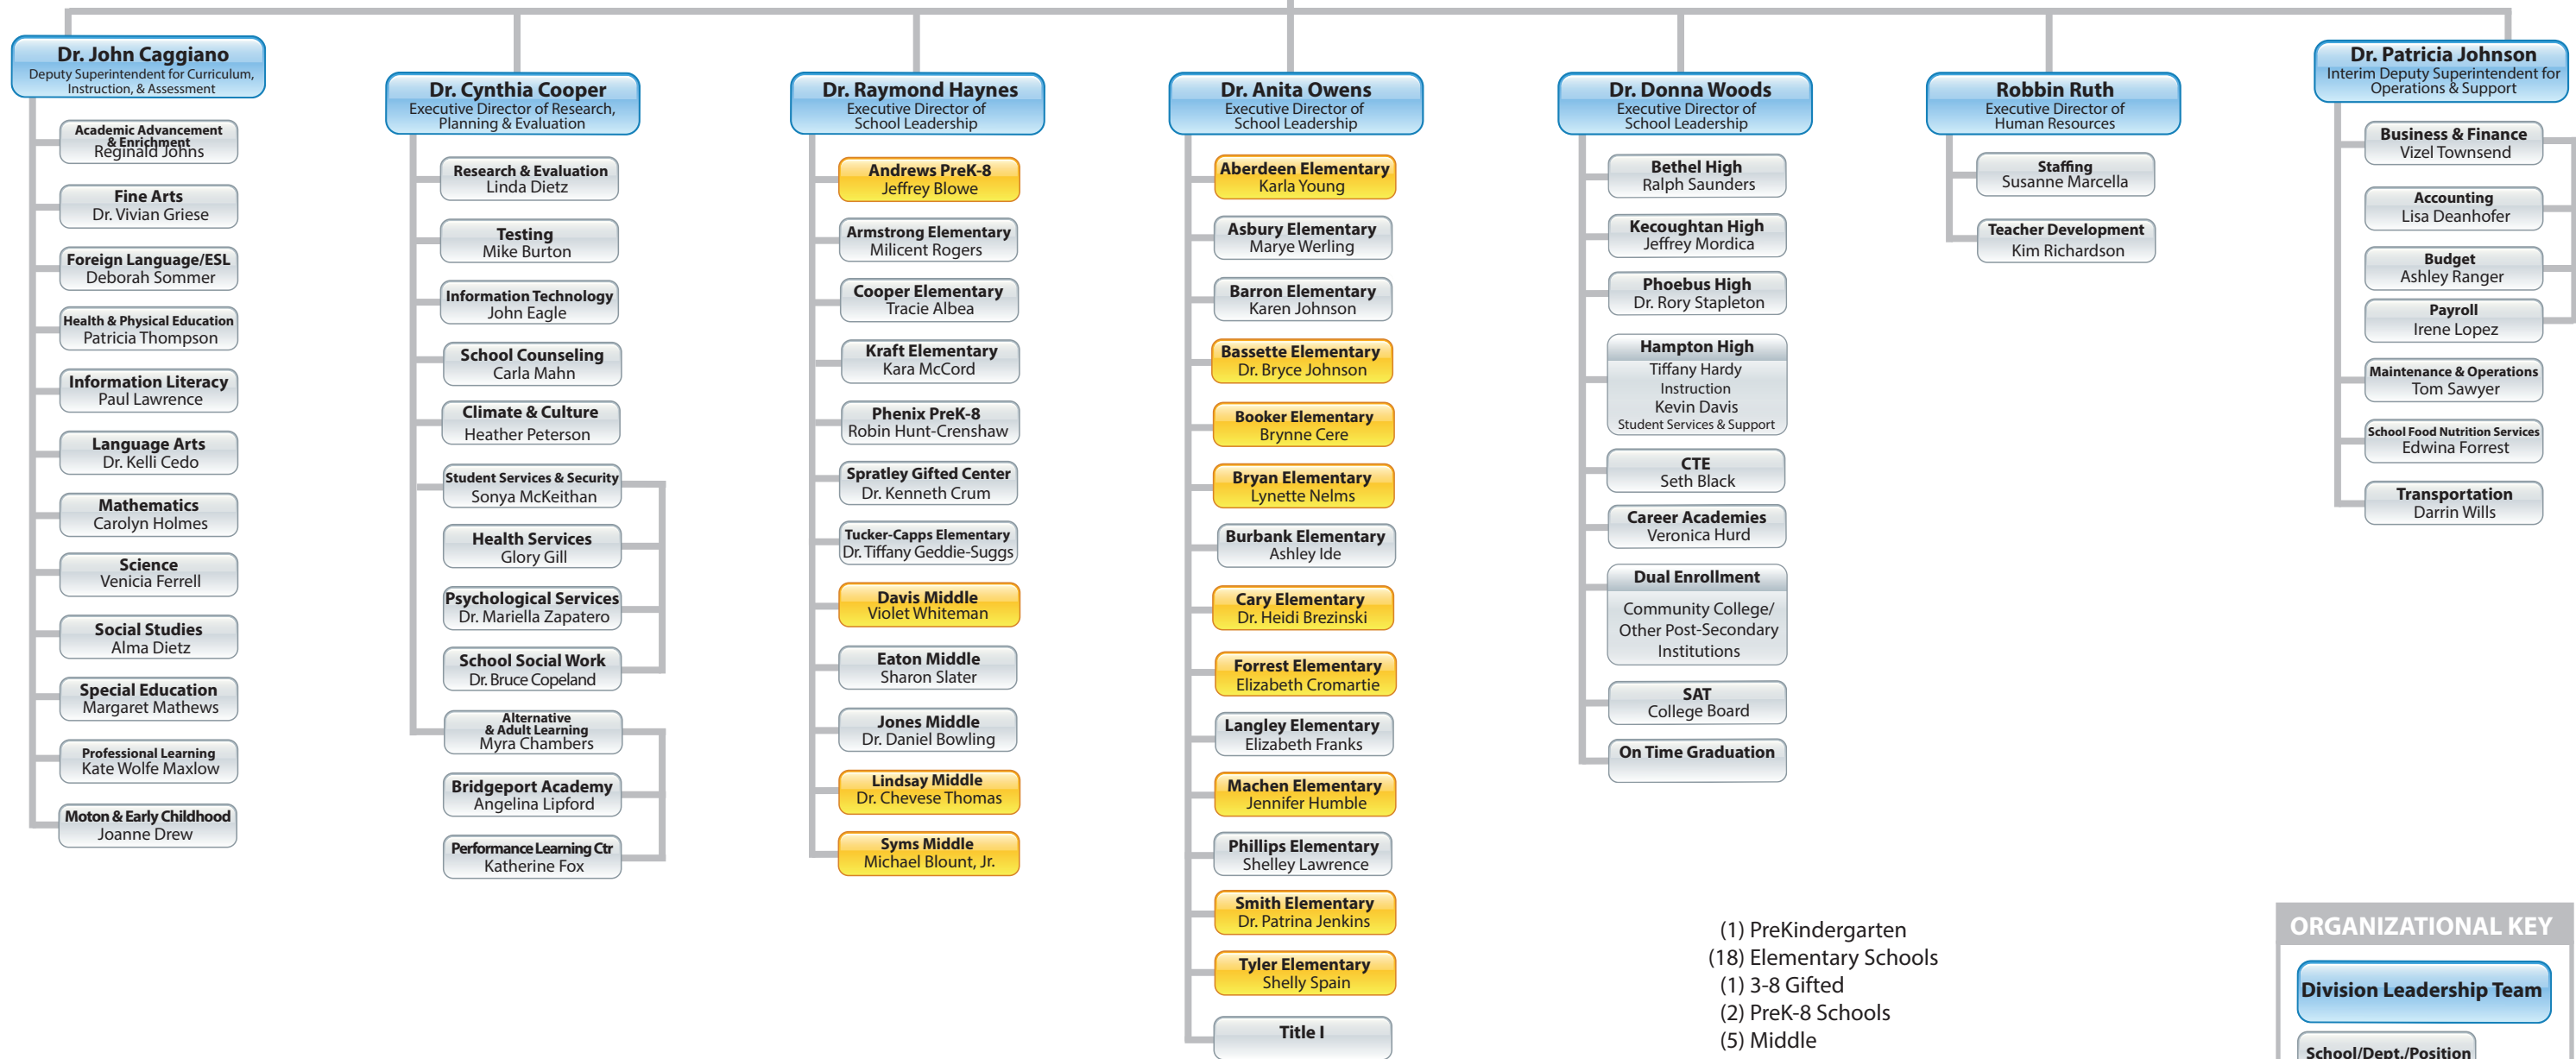 Dr. John Caggiano
Deputy Superintendent for Curriculum,
Instruction, & Assessment
Academic Advancement
& Enrichment
Reginald Johns
Fine Arts
Dr. Vivian Griese
Foreign Language/ESL
Deborah Sommer
Health & Physical Education
Patricia Thompson
Information Literacy
Paul Lawrence
Language Arts
Dr. Kelli Cedo
Mathematics
Carolyn Holmes
Science
Venicia Ferrell
Social Studies
Alma Dietz
Special Education
Margaret Mathews
Professional Learning
Kate Wolfe Maxlow
Moton & Early Childhood
Joanne Drew
Dr. Cynthia Cooper
Executive Director of Research,
Planning & Evaluation
Research & Evaluation
Linda Dietz
Testing
Mike Burton
Information Technology
John Eagle
School Counseling
Carla Mahn
Climate & Culture
Heather Peterson
Student Services & Security
Sonya McKeithan
Health Services
Glory Gill
Psychological Services
Dr. Mariella Zapatero
School Social Work
Dr. Bruce Copeland
Alternative
& Adult Learning
Myra Chambers
Bridgeport Academy
Angelina Lipford
Performance Learning Ctr
Katherine Fox
Dr. Raymond Haynes
Executive Director of
School Leadership
Andrews PreK-8
Jeffrey Blowe
Armstrong Elementary
Milicent Rogers
Cooper Elementary
Tracie Albea
Kraft Elementary
Kara McCord
Phenix PreK-8
Robin Hunt-Crenshaw
Spratley Gifted Center
Dr. Kenneth Crum
Tucker-Capps Elementary
Dr. Tiffany Geddie-Suggs
Davis Middle
Violet Whiteman
Eaton Middle
Sharon Slater
Jones Middle
Dr. Daniel Bowling
Lindsay Middle
Dr. Chevese Thomas
Syms Middle
Michael Blount, Jr.
Dr. Anita Owens
Executive Director of
School Leadership
Aberdeen Elementary
Karla Young
Asbury Elementary
Marye Werling
Barron Elementary
Karen Johnson
Bassette Elementary
Dr. Bryce Johnson
Booker Elementary
Brynne Cere
Bryan Elementary
Lynette Nelms
Burbank Elementary
Ashley Ide
Cary Elementary
Dr. Heidi Brezinski
Forrest Elementary
Elizabeth Cromartie
Langley Elementary
Elizabeth Franks
Machen Elementary
Jennifer Humble
Phillips Elementary
Shelley Lawrence
Smith Elementary
Dr. Patrina Jenkins
Tyler Elementary
Shelly Spain
Title I
Dr. Donna Woods
Executive Director of
School Leadership
Bethel High
Ralph Saunders
Kecoughtan High
Jeffrey Mordica
Phoebus High
Dr. Rory Stapleton
Hampton High
Tiffany Hardy
Instruction
Kevin Davis
Student Services & Support
CTE
Seth Black
Career Academies
Veronica Hurd
Dual Enrollment
Community College/
Other Post-Secondary
Institutions
SAT
College Board
On Time Graduation
Robbin Ruth
Executive Director of
Human Resources
Staffing
Susanne Marcella
Teacher Development
Kim Richardson
Dr. Patricia Johnson
Interim Deputy Superintendent for
Operations & Support
Business & Finance
Vizel Townsend
Accounting
Lisa Deanhofer
Budget
Ashley Ranger
Payroll
Irene Lopez
Maintenance & Operations
Tom Sawyer
School Food Nutrition Services
Edwina Forrest
Transportation
Darrin Wills
(1) PreKindergarten
(18) Elementary Schools
(1) 3-8 Gifted
(2) PreK-8 Schools
(5) Middle
ORGANIZATIONAL KEY
Division Leadership Team
School/Dept./Position